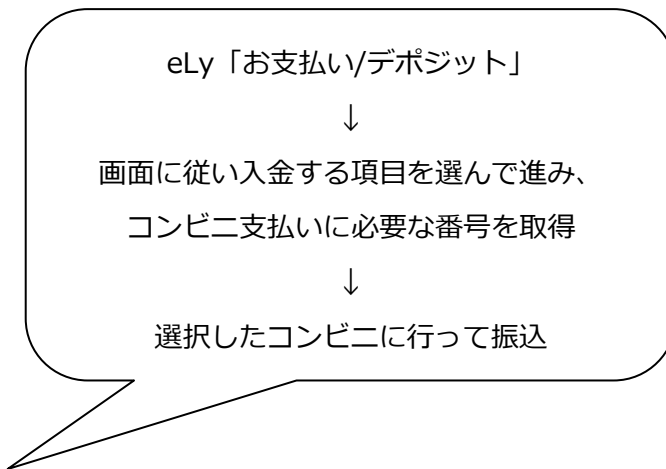 eLy「お支払い/デポジット」
↓
画面に従い入金する項目を選んで進み、
コンビニ支払いに必要な番号を取得
↓
選択したコンビニに行って振込